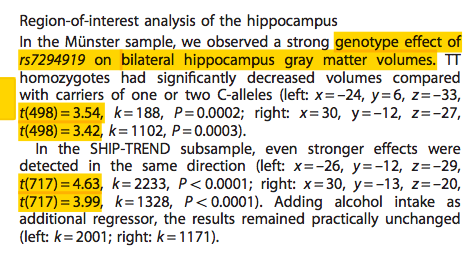 Region-of-interest analysis of the hippocampus
In the Münster sample, we observed a strong genotype effect of
rs7294919 on bilateral hippocampus gray matter volumes. TT
homozygotes had significantly decreased volumes compared
with carriers of one or two C-alleles (left: x=−24, y=6, z=−33,
t(498)=3.54, k=188, P=0.0002; right: x=30, y=−12, z=−27,
t(498)=3.42, k=1102, P=0.0003).
In the SHIP-TREND subsample, even stronger effects were
detected in the same direction (left: x=−26, y=−12, z=−29,
t(717)=4.63, k=2233, P<0.0001; right: x=30, y=−13, z=−20,
t(717)=3.99, k=1328, P<0.0001). Adding alcohol intake as
additional regressor, the results remained practically unchanged
(left: k=2001; right: k=1171).